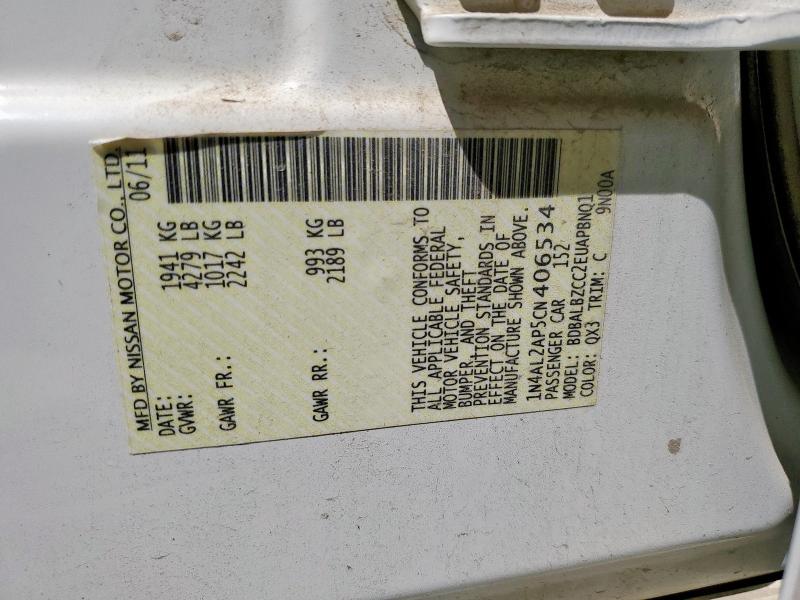 MFD BY NISSAN MOTOR CO., LTD.
DATE: 06/11
GVWR: 1941 KG
4279 LB
GAWR FR.: 1017 KG
2242 LB
GAWR RR.: 993 KG
2189 LB
THIS VEHICLE CONFORMS TO
ALL APPLICABLE FEDERAL
MOTOR VEHICLE SAFETY,
BUMPER, AND THEFT
PREVENTION STANDARDS IN
EFFECT ON THE DATE OF
MANUFACTURE SHOWN ABOVE.
1N4AL2AP5CN406534
PASSENGER CAR 152
MODEL: BDBALBZCC2EUAPBNQ1
COLOR: QX3 TRIM: C 9N00A